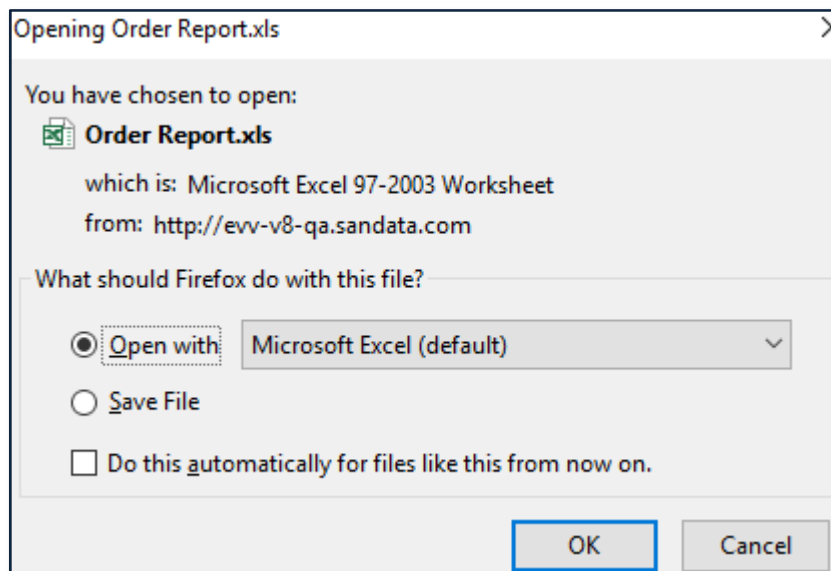 Opening Order Report.xls
You have chosen to open:
Order Report.xls
which is: Microsoft Excel 97-2003 Worksheet
from: http://evv-v8-qa.sandata.com
What should Firefox do with this file?
Open with Microsoft Excel (default)
Save File
Do this automatically for files like this from now on.
OK Cancel